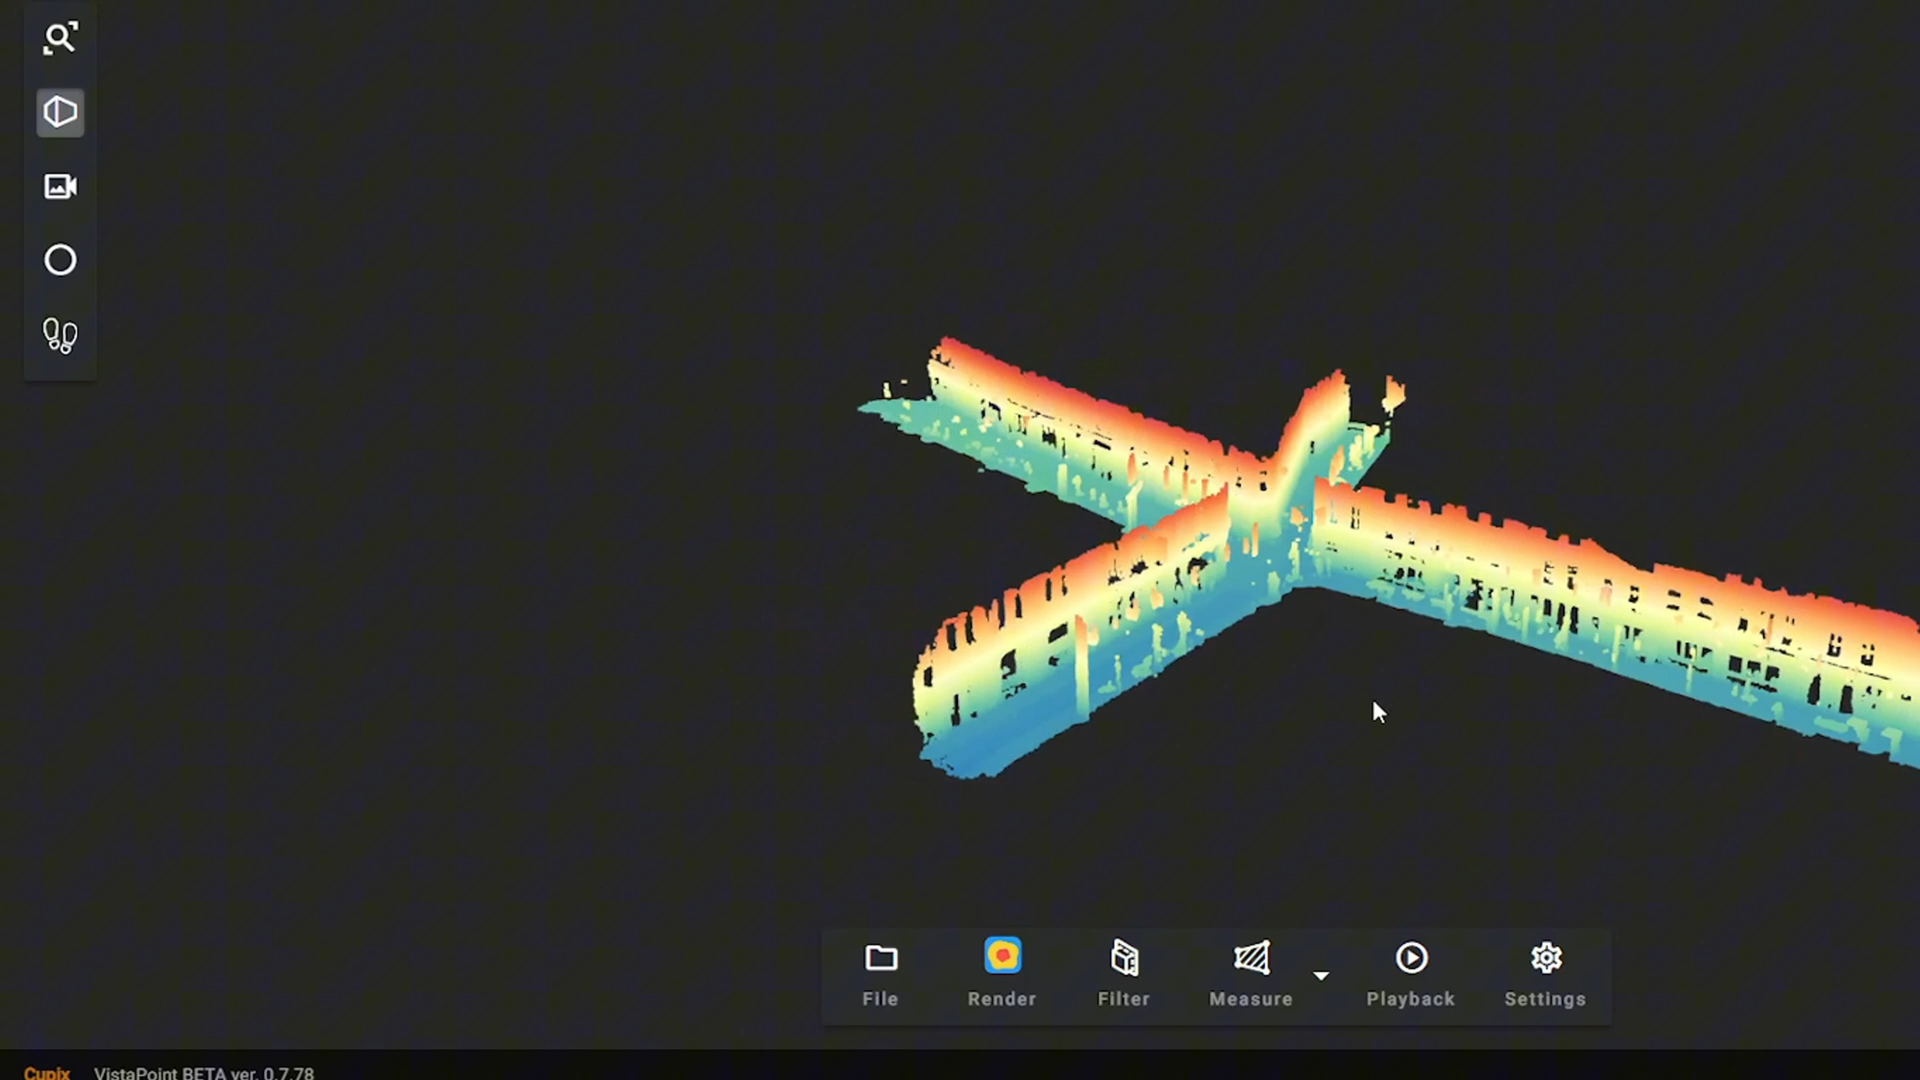 File Render Filter Measure Playback Settings
Cupix VistaPoint BETA ver. 0.7.78